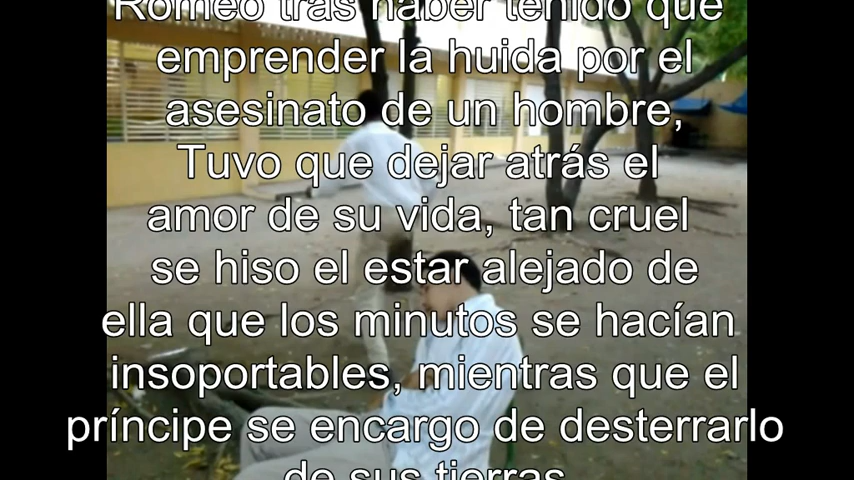 Romeo tras haber tenido que
emprender la huida por el
asesinato de un hombre,
Tuvo que dejar atrás el
amor de su vida, tan cruel
se hiso el estar alejado de
ella que los minutos se hacían
insoportables, mientras que el
príncipe se encargo de desterrarlo
de sus tierras